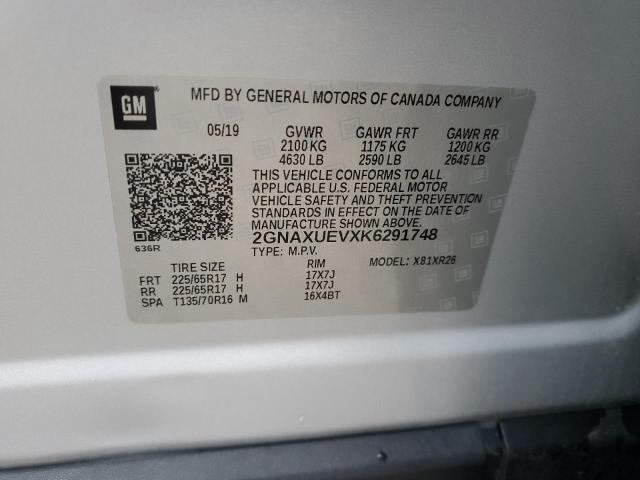 GM
MFD BY GENERAL MOTORS OF CANADA COMPANY
05/19 GVWR GAWR FRT GAWR RR
2100 KG 1175 KG 1200 KG
4630 LB 2590 LB 2645 LB
THIS VEHICLE CONFORMS TO ALL
APPLICABLE U.S. FEDERAL MOTOR
VEHICLE SAFETY AND THEFT PREVENTION
STANDARDS IN EFFECT ON THE DATE OF
MANUFACTURE SHOWN ABOVE.
2GNAXUEVXK6291748
636R
TYPE: M.P.V. MODEL: X81XR26
TIRE SIZE RIM
FRT 225/65R17 H 17X7J
RR 225/65R17 H 17X7J
SPA T135/70R16 M 16X4BT